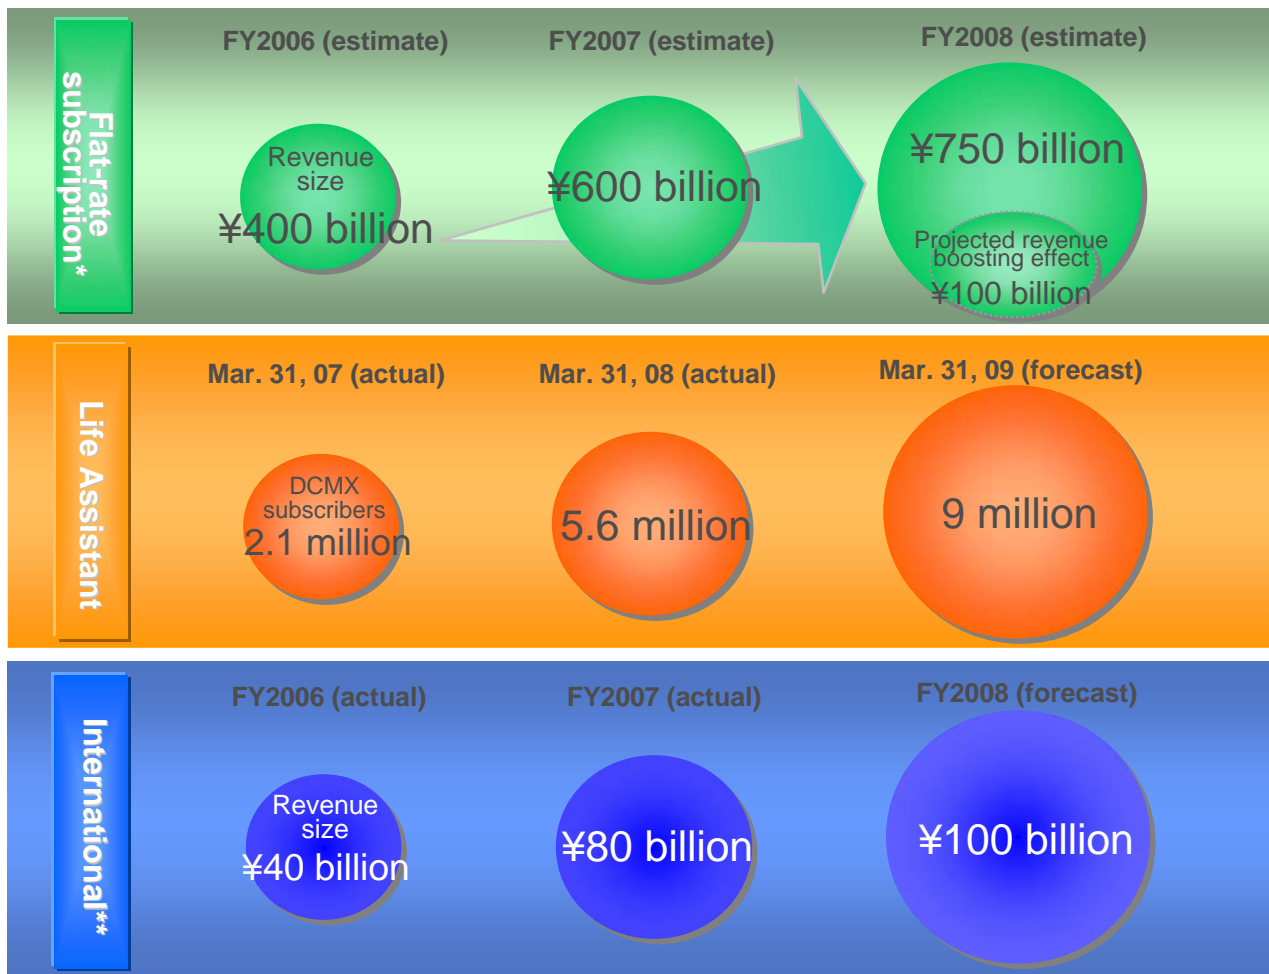 Flat-rate
subscription*
FY2006 (estimate)
FY2007 (estimate)
FY2008 (estimate)
Revenue
size
¥400 billion
¥600 billion
¥750 billion
Projected revenue
boosting effect
¥100 billion
Life Assistant
Mar. 31, 07 (actual)
Mar. 31, 08 (actual)
Mar. 31, 09 (forecast)
DCMX
subscribers
2.1 million
5.6 million
9 million
International**
FY2006 (actual)
FY2007 (actual)
FY2008 (forecast)
Revenue
size
¥40 billion
¥80 billion
¥100 billion